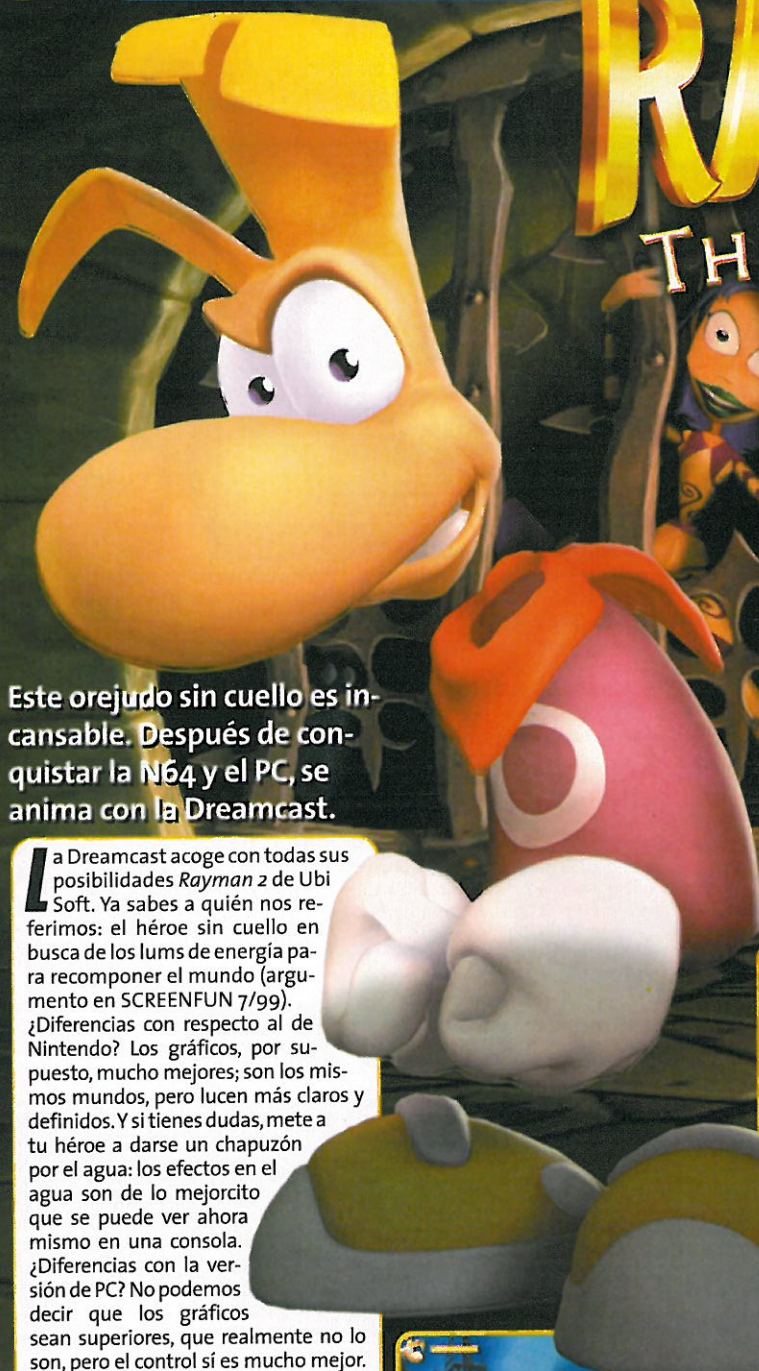 RA
TH
Este orejudo sin cuello es in-
cansable. Después de con-
quistar la N64 y el PC, se
anima con la Dreamcast.
La Dreamcast acoge con todas sus
posibilidades Rayman 2 de Ubi
Soft. Ya sabes a quién nos re-
ferimos: el héroe sin cuello en
busca de los lums de energía pa-
ra recomponer el mundo (argu-
mento en SCREENFUN 7/99).
¿Diferencias con respecto al de
Nintendo? Los gráficos, por su-
puesto, mucho mejores; son los mis-
mos mundos, pero lucen más claros y
definidos. Y si tienes dudas, mete a
tu héroe a darse un chapuzón
por el agua: los efectos en el
agua son de lo mejorcito
que se puede ver ahora
mismo en una consola.
¿Diferencias con la ver-
sión de PC? No podemos
decir que los gráficos
sean superiores, que realmente no lo
son, pero el control sí es mucho mejor.